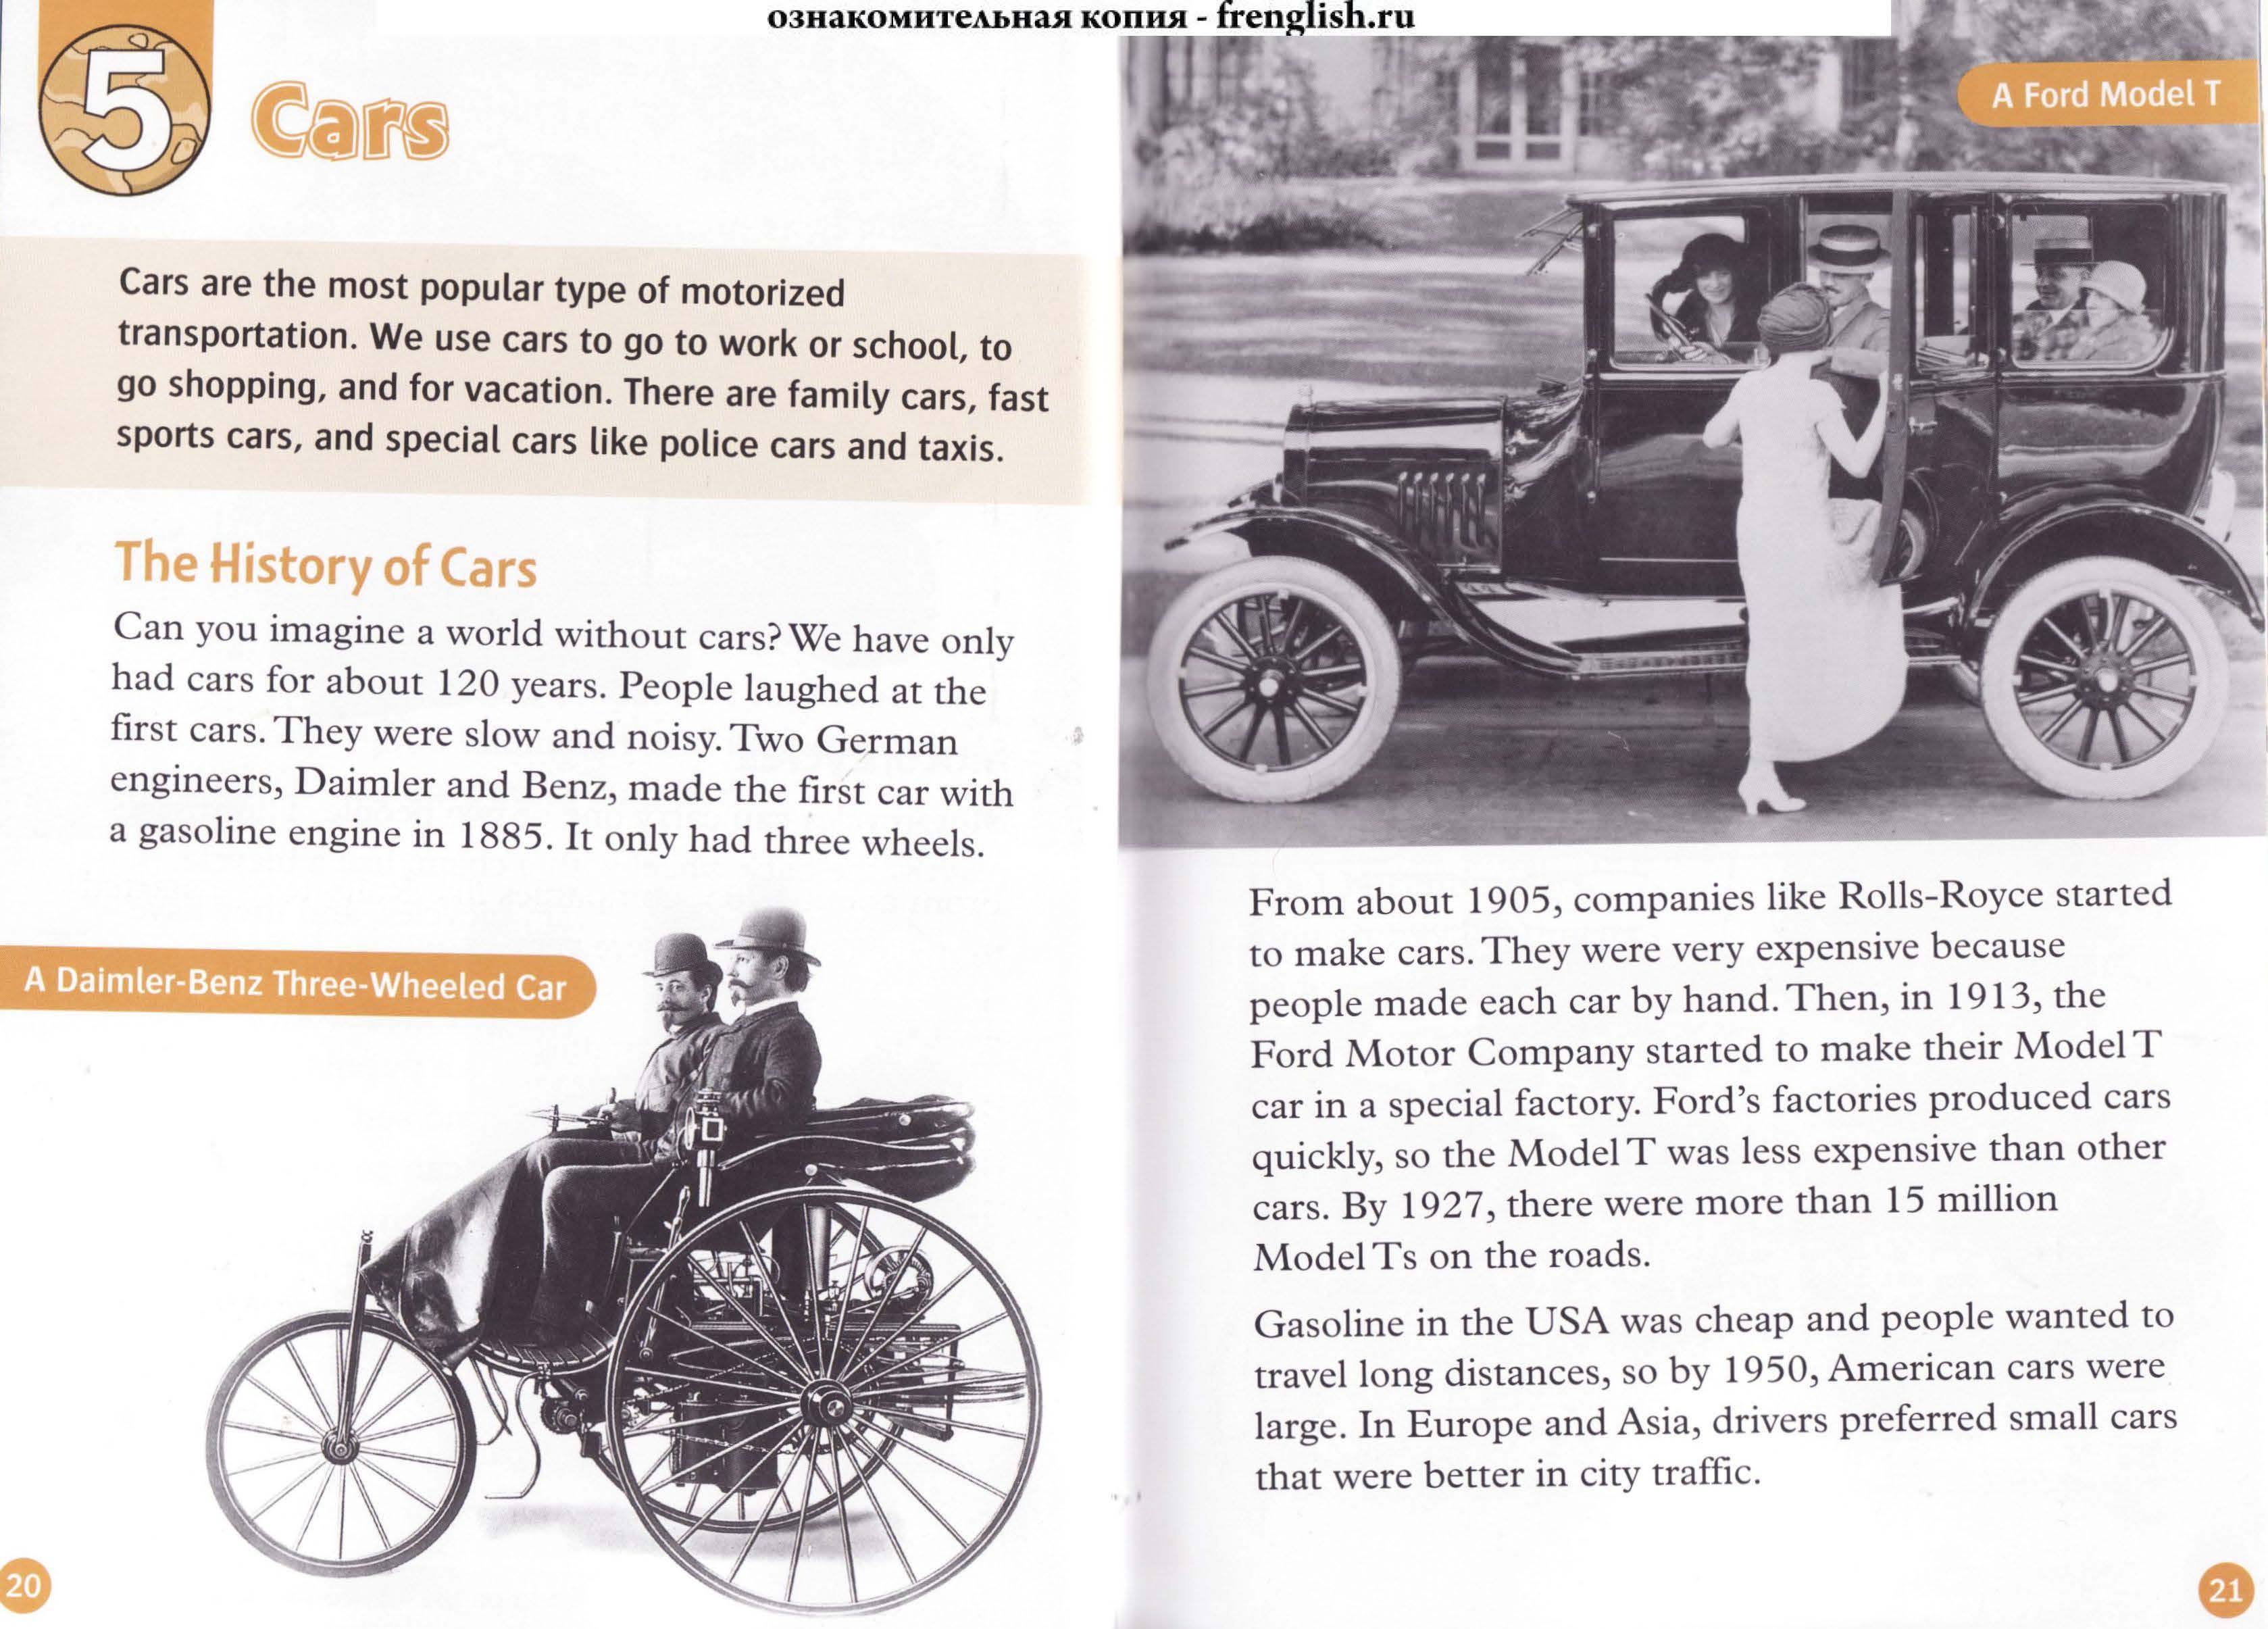 ознакомительная копия - frenglish.ru
5
Cars
Cars are the most popular type of motorized
transportation. We use cars to go to work or school, to
go shopping, and for vacation. There are family cars, fast
sports cars, and special cars like police cars and taxis.
The History of Cars
Can you imagine a world without cars? We have only
had cars for about 120 years. People laughed at the
first cars. They were slow and noisy. Two German
engineers, Daimler and Benz, made the first car with
a gasoline engine in 1885. It only had three wheels.
A Daimler-Benz Three-Wheeled Car
20
A Ford Model T
From about 1905, companies like Rolls-Royce started
to make cars. They were very expensive because
people made each car by hand. Then, in 1913, the
Ford Motor Company started to make their Model T
car in a special factory. Ford's factories produced cars
quickly, so the Model T was less expensive than other
cars. By 1927, there were more than 15 million
Model Ts on the roads.
Gasoline in the USA was cheap and people wanted to
travel long distances, so by 1950, American cars were
large. In Europe and Asia, drivers preferred small cars
that were better in city traffic.
21